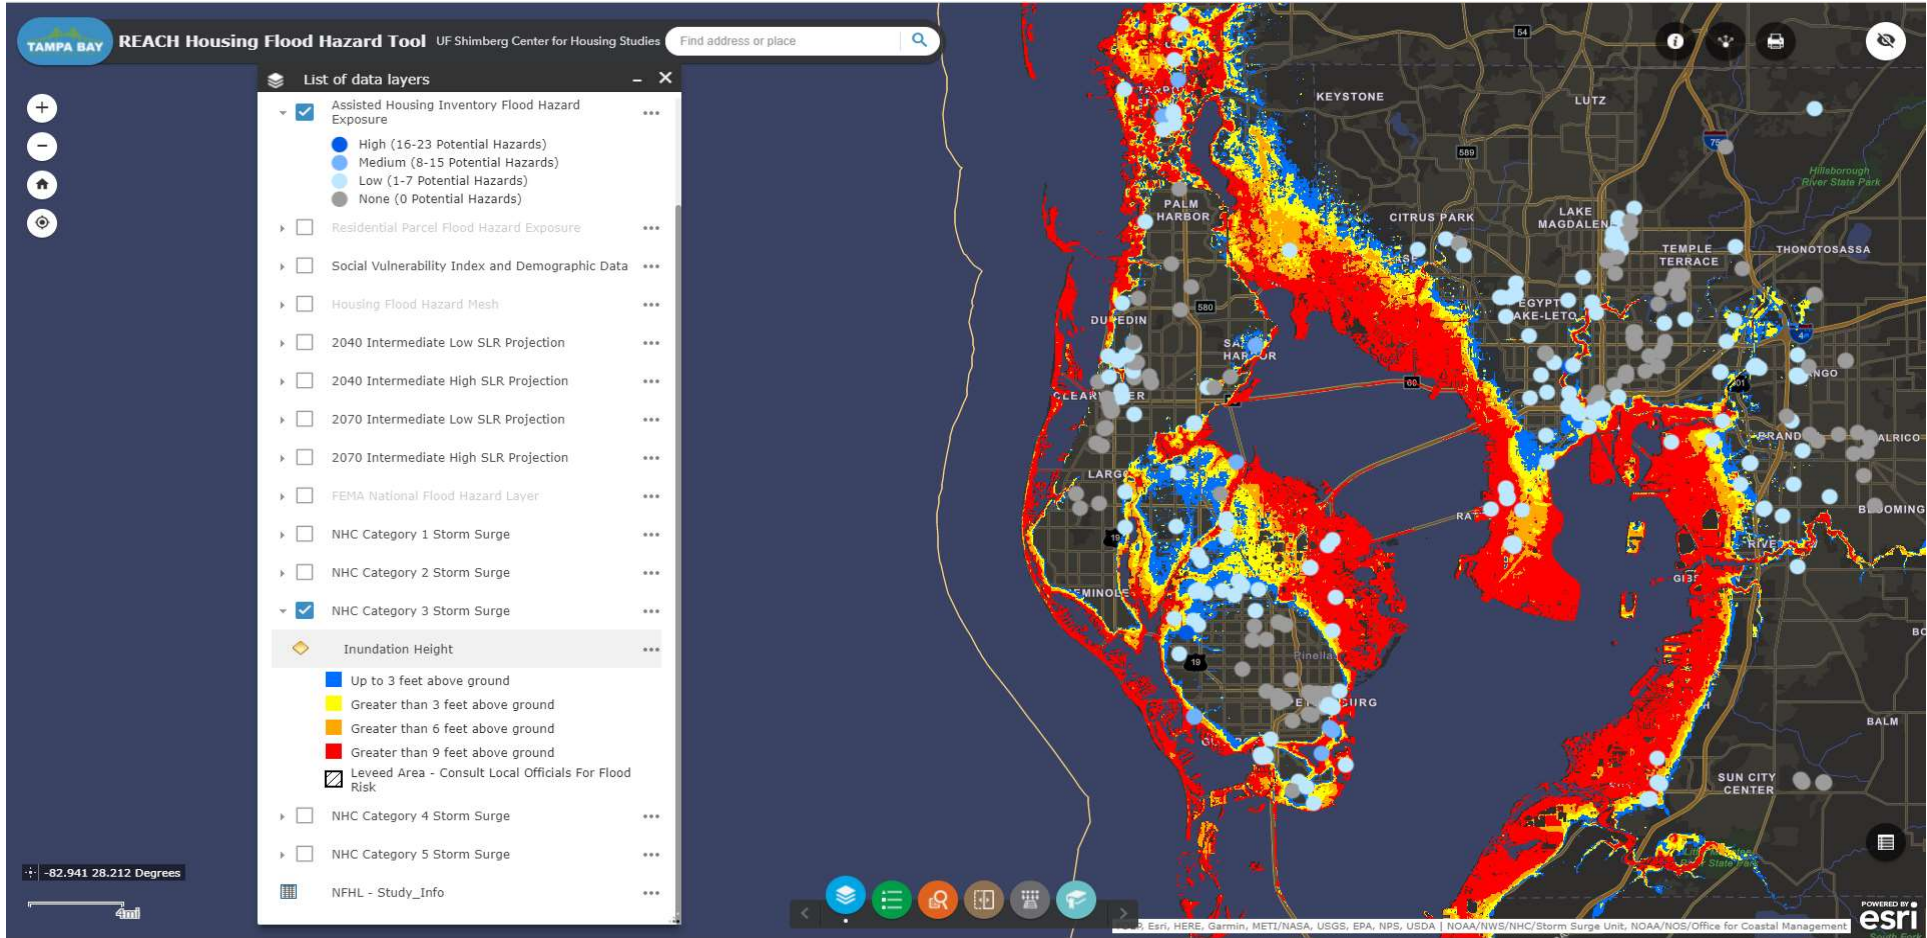 TAMPA BAY
REACH Housing Flood Hazard Tool
UF Shimberg Center for Housing Studies
Find address or place
List of data layers
Assisted Housing Inventory Flood Hazard
Exposure
High (16-23 Potential Hazards)
Medium (8-15 Potential Hazards)
Low (1-7 Potential Hazards)
None (0 Potential Hazards)
Residential Parcel Flood Hazard Exposure
Social Vulnerability Index and Demographic Data
Housing Flood Hazard Mesh
2040 Intermediate Low SLR Projection
2040 Intermediate High SLR Projection
2070 Intermediate Low SLR Projection
2070 Intermediate High SLR Projection
FEMA National Flood Hazard Layer
NHC Category 1 Storm Surge
NHC Category 2 Storm Surge
NHC Category 3 Storm Surge
Inundation Height
Up to 3 feet above ground
Greater than 3 feet above ground
Greater than 6 feet above ground
Greater than 9 feet above ground
Leveed Area - Consult Local Officials For Flood
Risk
NHC Category 4 Storm Surge
NHC Category 5 Storm Surge
NFHL - Study_Info
-82.941 28.212 Degrees
4mi
54
KEYSTONE
LUTZ
589
75
Hillsborough
River State Park
PALM
HARBOR
CITRUS PARK
LAKE
TEMPLE
TERRACE
THONOTOSASSA
580
60
19
19
SUN CITY
CENTER
BALM
Esri, HERE, Garmin, METI/NASA, USGS, EPA, NPS, USDA | NOAA/NWS/NHC/Storm Surge Unit, NOAA/NOS/Office for Coastal Management
POWERED BY
esri